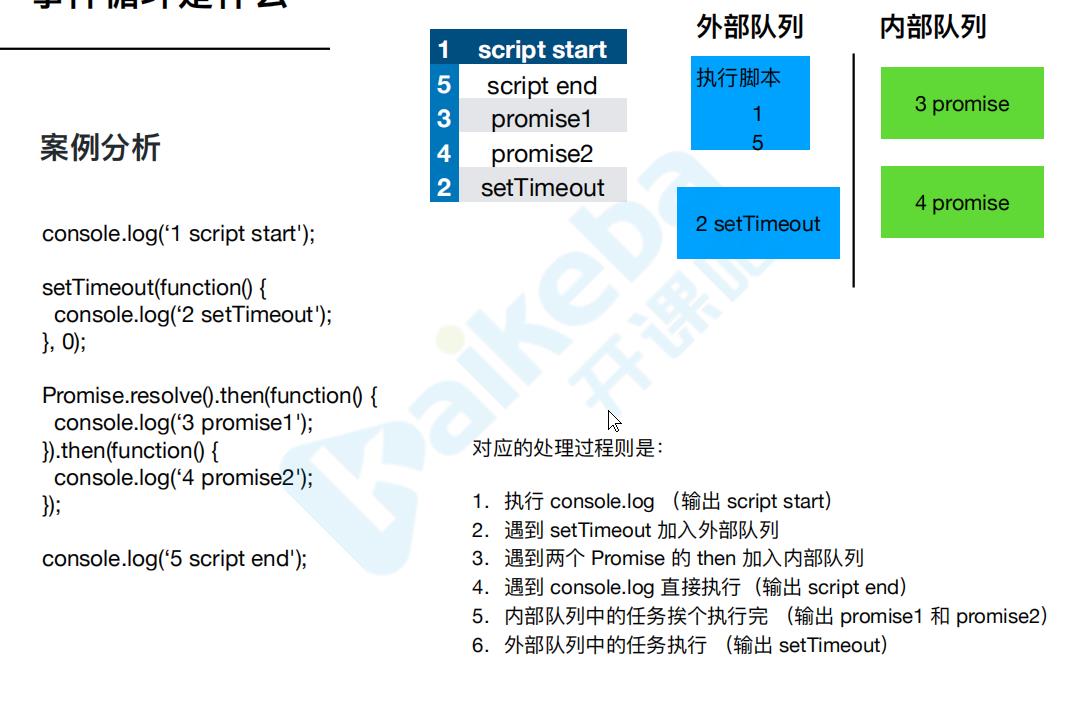 事件循环是什么
外部队列
内部队列
1 script start
5 script end
3 promise1
4 promise2
2 setTimeout
执行脚本
1
5
2 setTimeout
3 promise
4 promise
案例分析
console.log(‘1 script start');
setTimeout(function() {
console.log(‘2 setTimeout');
}, 0);
Promise.resolve().then(function() {
console.log(‘3 promise1');
}).then(function() {
console.log(‘4 promise2');
});
console.log(‘5 script end');
kaikeba
开课吧
对应的处理过程则是：
1. 执行 console.log （输出 script start）
2. 遇到 setTimeout 加入外部队列
3. 遇到两个 Promise 的 then 加入内部队列
4. 遇到 console.log 直接执行（输出 script end）
5. 内部队列中的任务挨个执行完 （输出 promise1 和 promise2）
6. 外部队列中的任务执行 （输出 setTimeout）